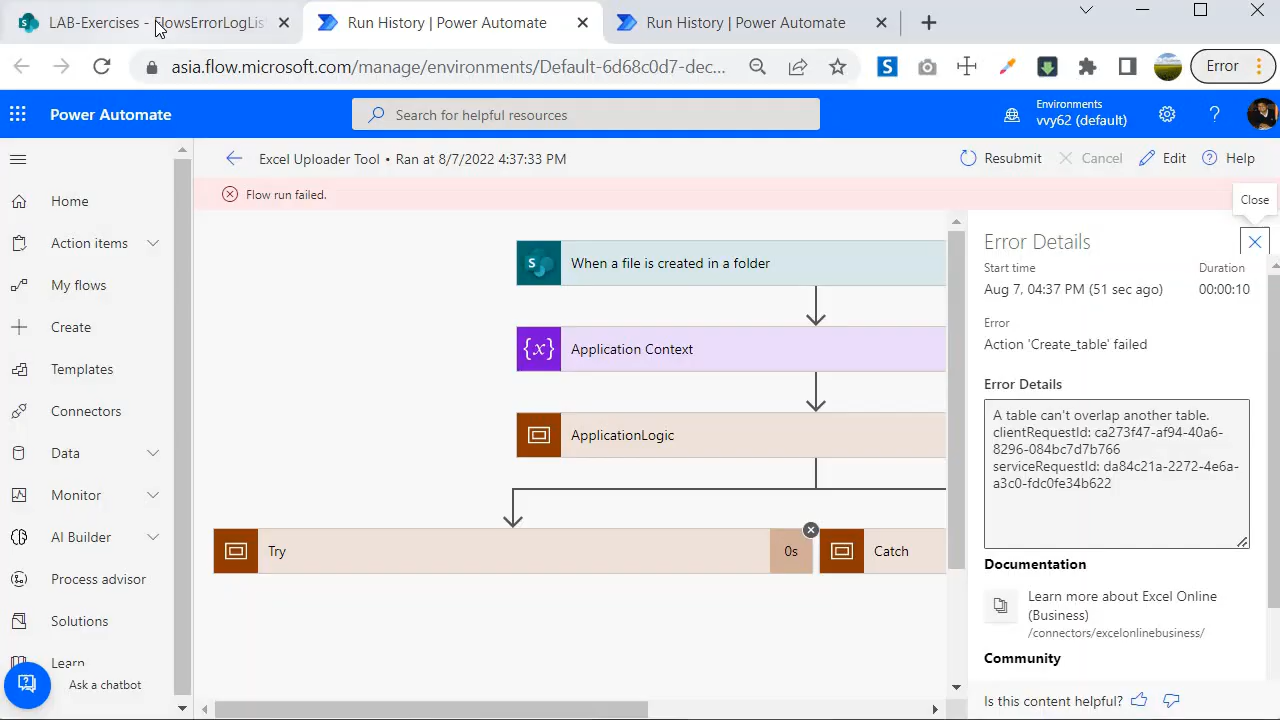 LAB-Exercises - FlowsErrorLogList
Run History | Power Automate
Run History | Power Automate
asia.flow.microsoft.com/manage/environments/Default-6d68c0d7-dec...
Error
Power Automate
Search for helpful resources
Environments
vvy62 (default)
Excel Uploader Tool • Ran at 8/7/2022 4:37:33 PM
Resubmit
Cancel
Edit
Help
Flow run failed.
Close
Home
Action items
My flows
Create
Templates
Connectors
Data
Monitor
AI Builder
Process advisor
Solutions
Learn
Ask a chatbot
When a file is created in a folder
Application Context
ApplicationLogic
Try
0s
Catch
Error Details
Start time
Duration
Aug 7, 04:37 PM (51 sec ago)
00:00:10
Error
Action 'Create_table' failed
Error Details
A table can't overlap another table.
clientRequestId: ca273f47-af94-40a6-
8296-084bc7d7b766
serviceRequestId: da84c21a-2272-4e6a-
a3c0-fdc0fe34b622
Documentation
Learn more about Excel Online
(Business)
/connectors/excelonlinebusiness/
Community
Is this content helpful?